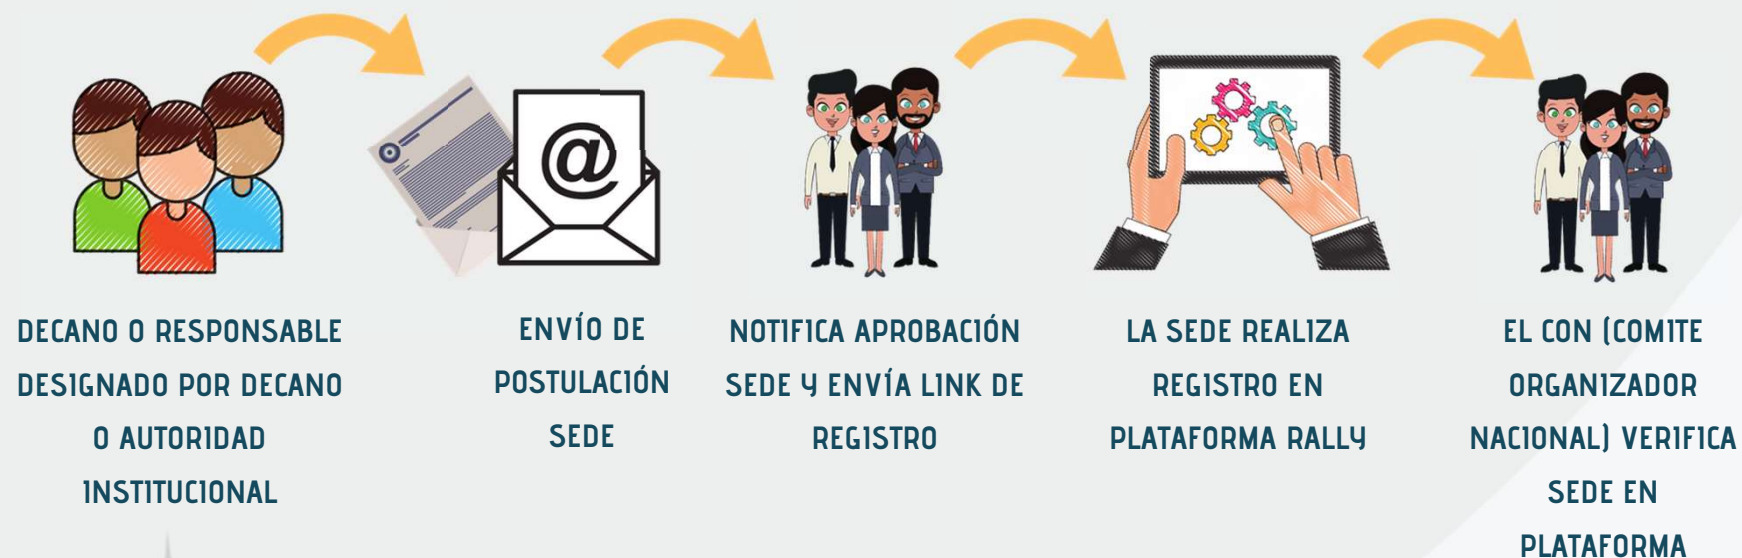 @
DECANO O RESPONSABLE
DESIGNADO POR DECANO
O AUTORIDAD
INSTITUCIONAL
ENVÍO DE
POSTULACIÓN
SEDE
NOTIFICA APROBACIÓN
SEDE Y ENVÍA LINK DE
REGISTRO
LA SEDE REALIZA
REGISTRO EN
PLATAFORMA RALLY
EL CON (COMITE
ORGANIZADOR
NACIONAL) VERIFICA
SEDE EN
PLATAFORMA